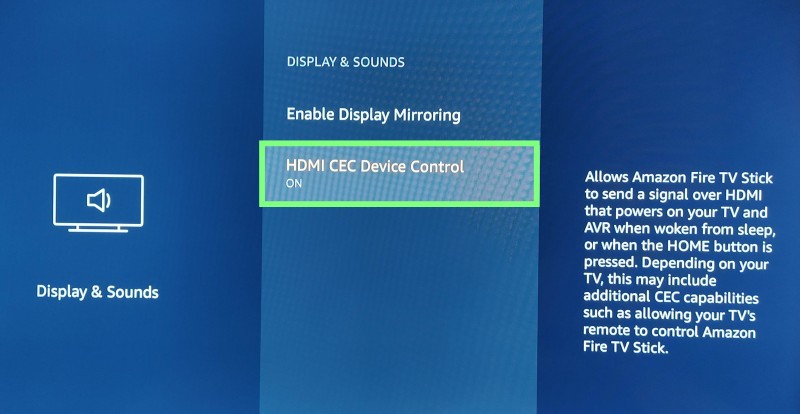 DISPLAY & SOUNDS
Enable Display Mirroring
HDMI CEC Device Control
ON
Display & Sounds
Allows Amazon Fire TV Stick
to send a signal over HDMI
that powers on your TV and
AVR when woken from sleep,
or when the HOME button is
pressed. Depending on your
TV, this may include
additional CEC capabilities
such as allowing your TV's
remote to control Amazon
Fire TV Stick.